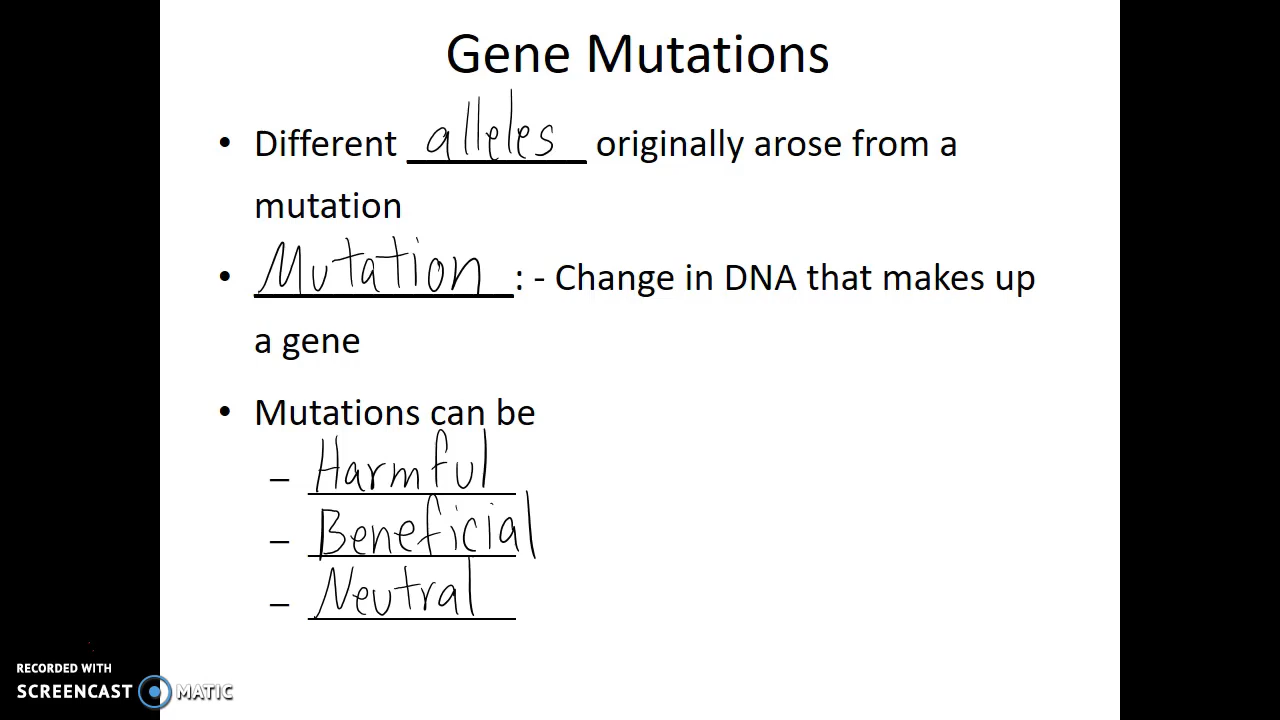 Gene Mutations
• Different alleles originally arose from a
mutation
• Mutation: - Change in DNA that makes up
a gene
• Mutations can be
– Harmful
– Beneficial
– Neutral
RECORDED WITH
SCREENCAST MATIC